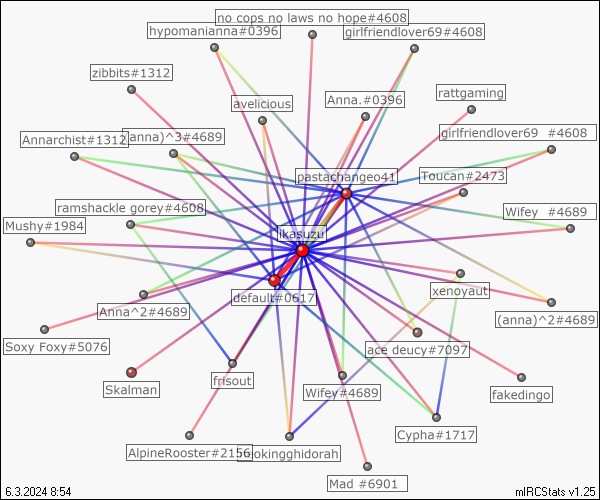 no cops no laws no hope#4608
hypomanianna#0396
girlfriendlover69#4608
zibbits#1312
rattgaming
avelicious
Anna.#0396
Annarchist#1312
(anna)^3#4689
girlfriendlover69 #4608
pastachangeo41
Toucan#2473
ramshackle gorey#4608
Wifey #4689
Mushy#1984
ikasuzu
xenoyaut
default#0617
Anna^2#4689
(anna)^2#4689
Soxy Foxy#5076
ace deucy#7097
Skalman
frisout
Wifey#4689
fakedingo
Cypha#1717
AlpineRooster#2156
okingghidorah
Mad #6901
6.3.2024 8:54
mIRCStats v1.25